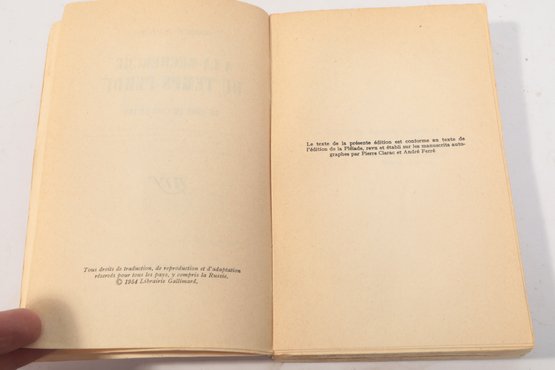 Tous droits de traduction, de reproduction et d'adaptation
réservés pour tous les pays, y compris la Russie.
© 1954 Librairie Gallimard.
Le texte de la présente édition est conforme au texte de
l'édition de la Pléiade, revu et établi sur les manuscrits auto-
graphes par Pierre Clarac et André Ferré